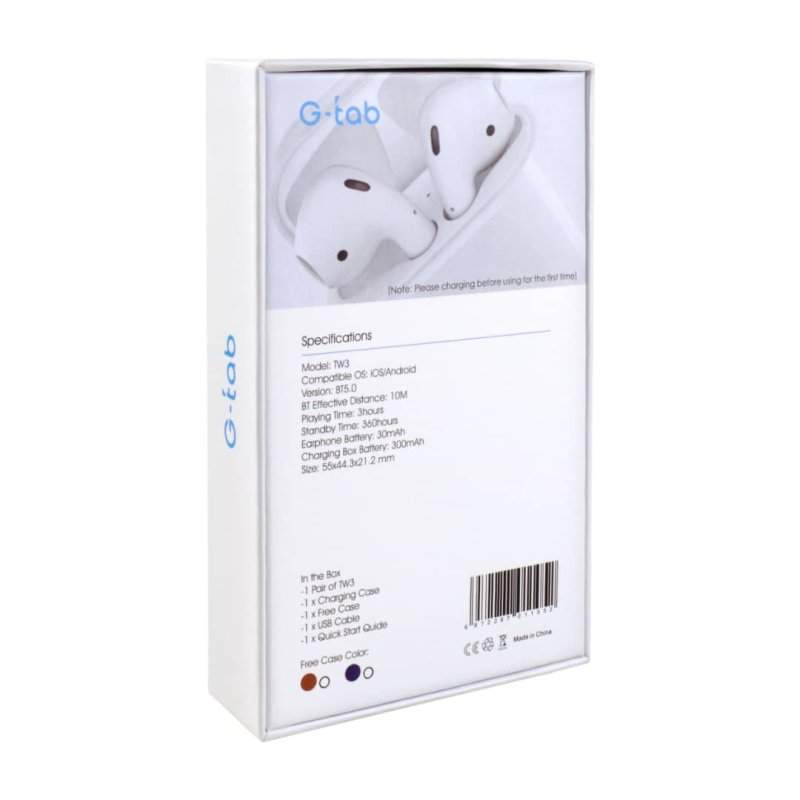 G-tab
G-tab
[Note: Please charging before using for the first time]
Specifications
Model: TW3
Compatible OS: iOS/Android
Version: BT5.0
BT Effective Distance: 10M
Playing Time: 3hours
Standby Time: 360hours
Earphone Battery: 30mAh
Charging Box Battery: 300mAh
Size: 55x44.3x21.2 mm
In the Box
-1 Pair of TW3
-1 x Charging Case
-1 x Free Case
-1 x USB Cable
-1 x Quick Start Guide
Free Case Color:
CE
Made in China